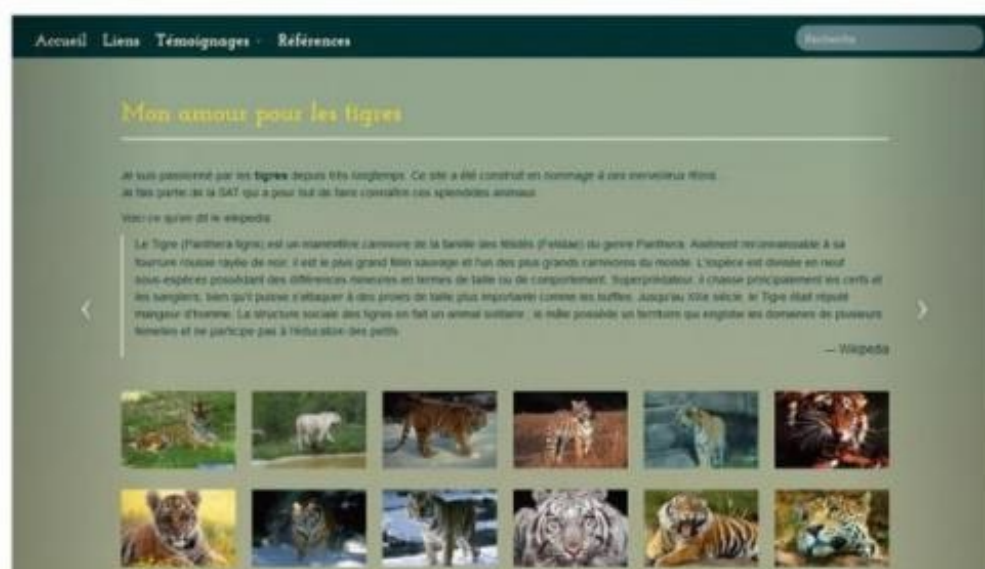 Accueil Liens Témoignages Références
Recherche
Mon amour pour les tigres
Je suis passionné par les tigres depuis très longtemps. Ce site a été construit en hommage à ces merveilleux félins.
Je fais partie de la SAT qui a pour but de faire connaître ces splendides animaux.
Voici ce qu'en dit le wikipedia
Le Tigre (Panthera tigris) est un mammifère carnivore de la famille des félidés (Felidae) du genre Panthera. Aisément reconnaissable à sa
fourrure rousse rayée de noir, il est le plus grand félin sauvage et l'un des plus grands carnivores du monde. L'espèce est divisée en neuf
sous-espèces possédant des différences mineures en termes de taille ou de comportement. Superprédateur, il chasse principalement les cerfs et
les sangliers, bien qu'il puisse s'attaquer à des proies de taille plus importante comme les buffles. Jusqu'au XIXe siècle, le Tigre était réputé
mangeur d'homme. La structure sociale des tigres en fait un animal solitaire ; le mâle possède un territoire qui englobe les domaines de plusieurs
femelles et ne participe pas à l'éducation des petits.
— Wikipedia